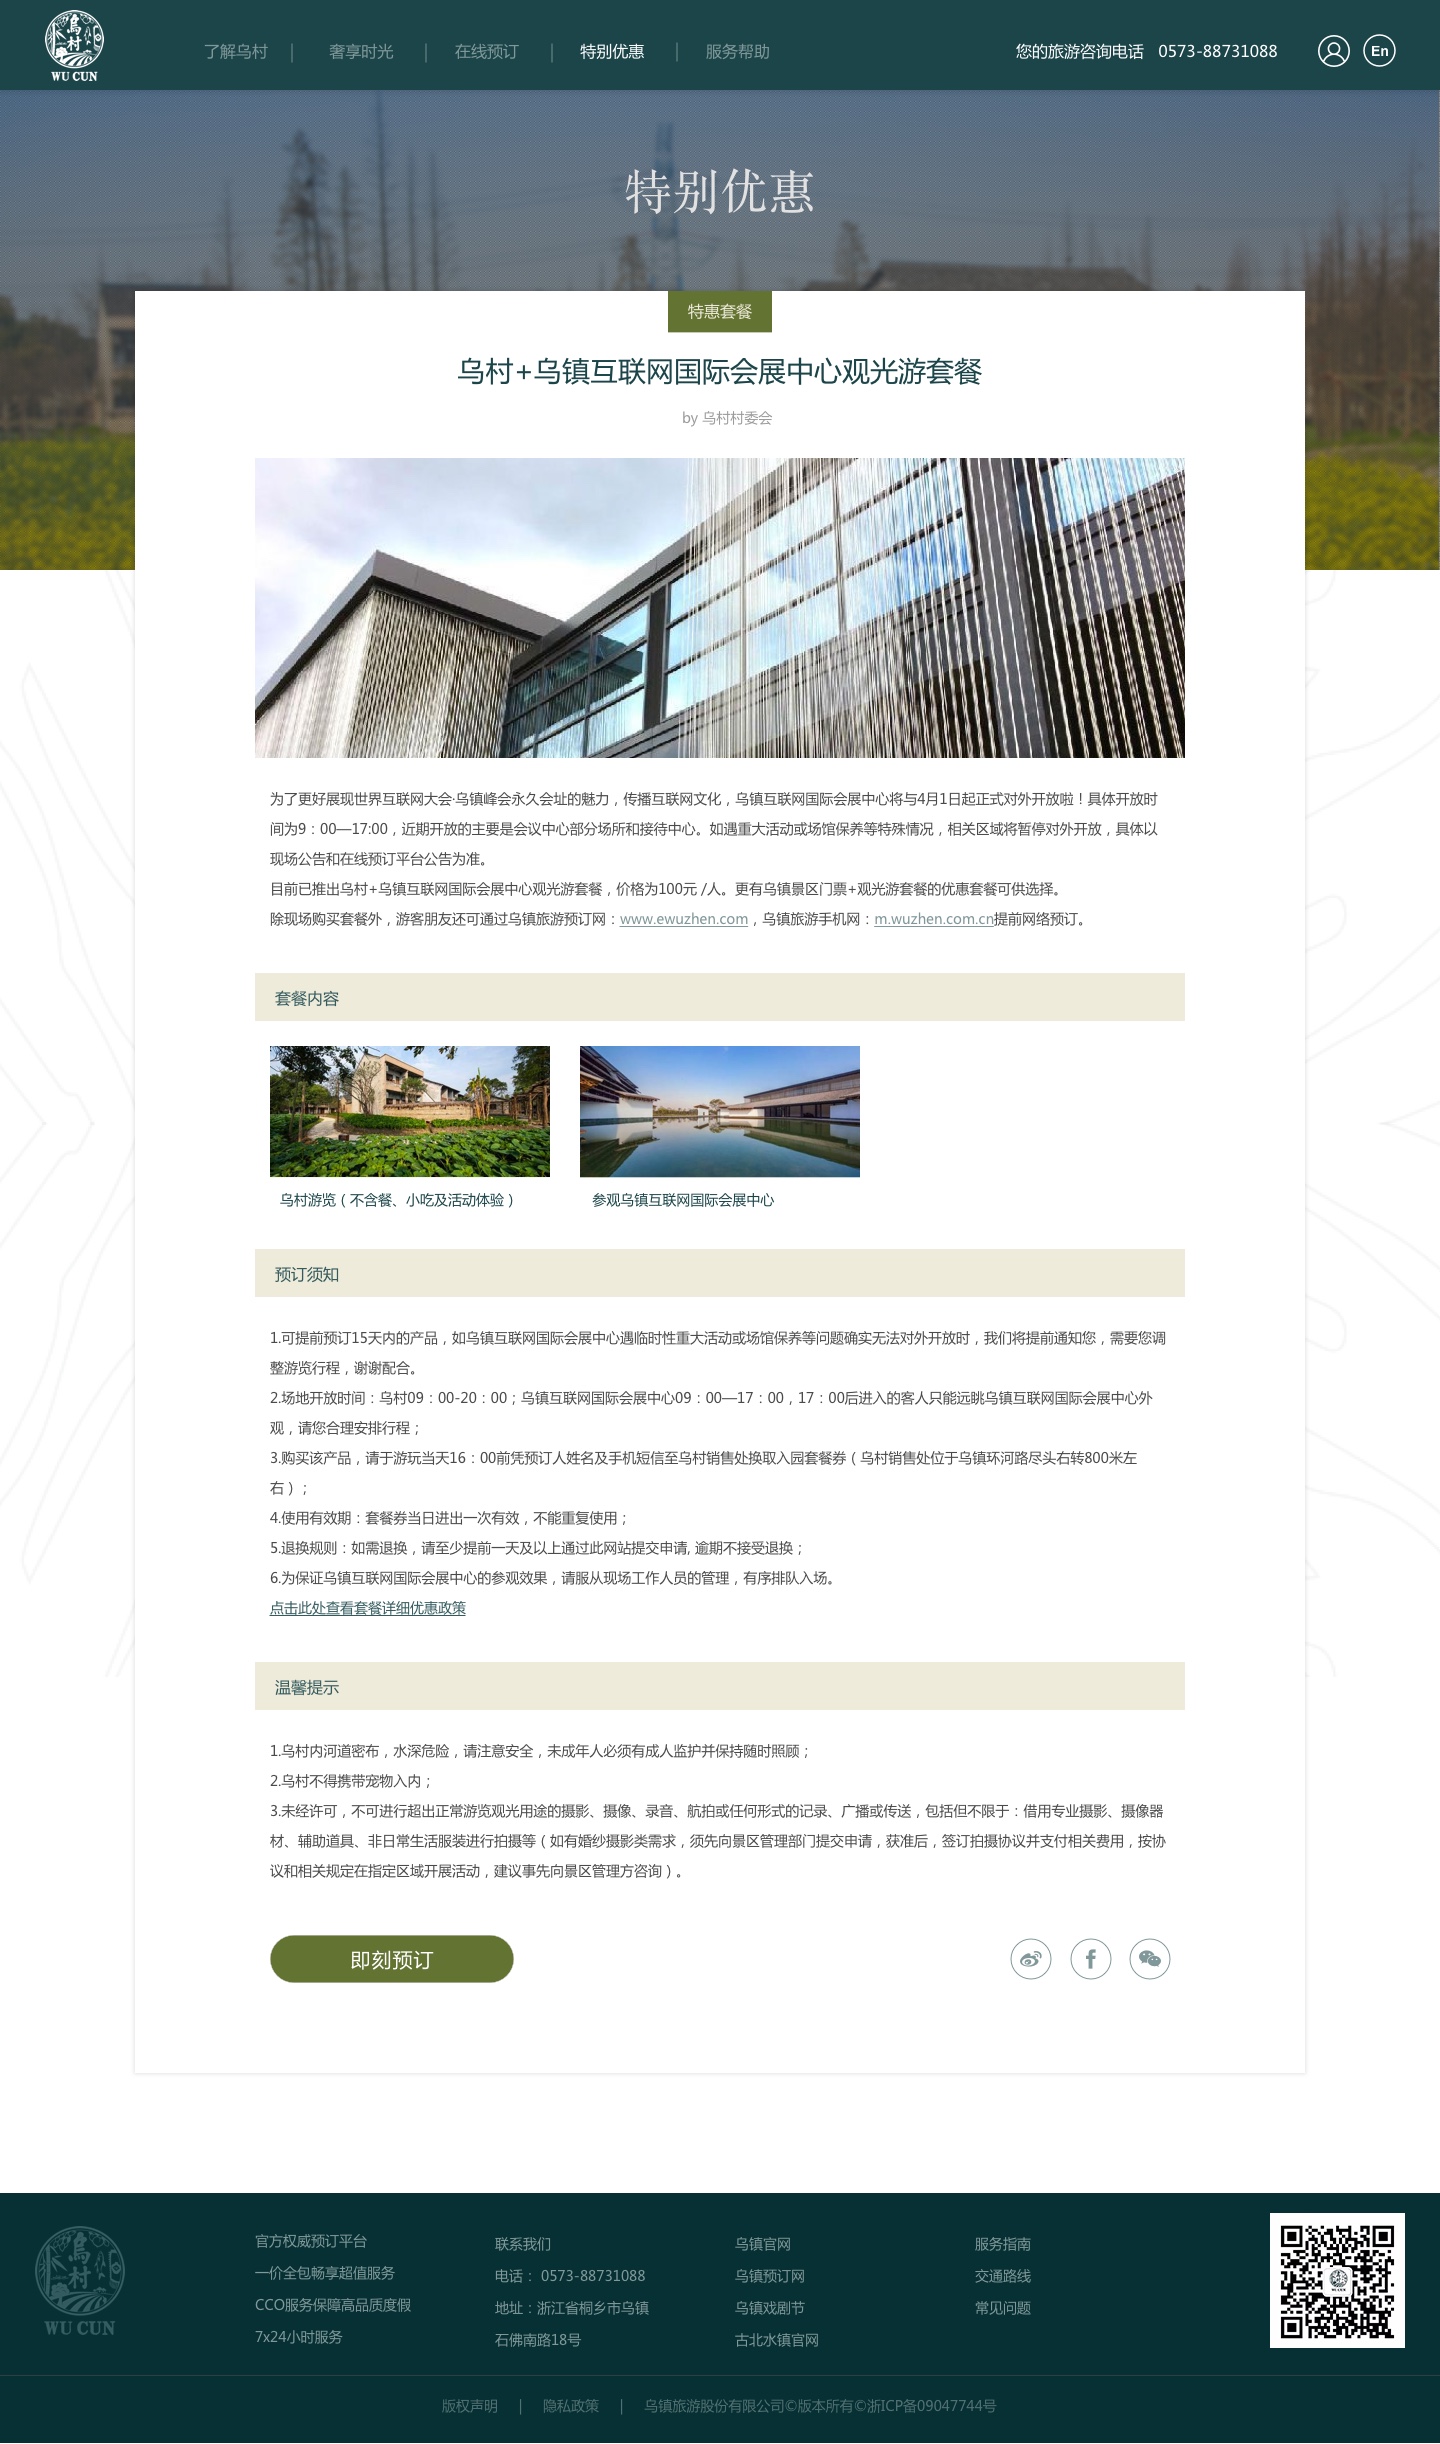 WU CUN
了解乌村 | 奢享时光 | 在线预订 | 特别优惠 | 服务帮助
您的旅游咨询电话 0573-88731088
En
特别优惠
特惠套餐
乌村+乌镇互联网国际会展中心观光游套餐
by 乌村村委会
为了更好展现世界互联网大会·乌镇峰会永久会址的魅力，传播互联网文化，乌镇互联网国际会展中心将与4月1日起正式对外开放啦！具体开放时
间为9：00—17:00，近期开放的主要是会议中心部分场所和接待中心。如遇重大活动或场馆保养等特殊情况，相关区域将暂停对外开放，具体以
现场公告和在线预订平台公告为准。
目前已推出乌村+乌镇互联网国际会展中心观光游套餐，价格为100元 /人。更有乌镇景区门票+观光游套餐的优惠套餐可供选择。
除现场购买套餐外，游客朋友还可通过乌镇旅游预订网：www.ewuzhen.com，乌镇旅游手机网：m.wuzhen.com.cn提前网络预订。
套餐内容
乌村游览（不含餐、小吃及活动体验）
参观乌镇互联网国际会展中心
预订须知
1.可提前预订15天内的产品，如乌镇互联网国际会展中心遇临时性重大活动或场馆保养等问题确实无法对外开放时，我们将提前通知您，需要您调
整游览行程，谢谢配合。
2.场地开放时间：乌村09：00-20：00；乌镇互联网国际会展中心09：00—17：00，17：00后进入的客人只能远眺乌镇互联网国际会展中心外
观，请您合理安排行程；
3.购买该产品，请于游玩当天16：00前凭预订人姓名及手机短信至乌村销售处换取入园套餐券（乌村销售处位于乌镇环河路尽头右转800米左
右）；
4.使用有效期：套餐券当日进出一次有效，不能重复使用；
5.退换规则：如需退换，请至少提前一天及以上通过此网站提交申请, 逾期不接受退换；
6.为保证乌镇互联网国际会展中心的参观效果，请服从现场工作人员的管理，有序排队入场。
点击此处查看套餐详细优惠政策
温馨提示
1.乌村内河道密布，水深危险，请注意安全，未成年人必须有成人监护并保持随时照顾；
2.乌村不得携带宠物入内；
3.未经许可，不可进行超出正常游览观光用途的摄影、摄像、录音、航拍或任何形式的记录、广播或传送，包括但不限于：借用专业摄影、摄像器
材、辅助道具、非日常生活服装进行拍摄等（如有婚纱摄影类需求，须先向景区管理部门提交申请，获准后，签订拍摄协议并支付相关费用，按协
议和相关规定在指定区域开展活动，建议事先向景区管理方咨询）。
即刻预订
WU CUN
官方权威预订平台
一价全包畅享超值服务
CCO服务保障高品质度假
7x24小时服务
联系我们
电话： 0573-88731088
地址：浙江省桐乡市乌镇
石佛南路18号
乌镇官网
乌镇预订网
乌镇戏剧节
古北水镇官网
服务指南
交通路线
常见问题
版权声明 | 隐私政策 | 乌镇旅游股份有限公司©版本所有©浙ICP备09047744号